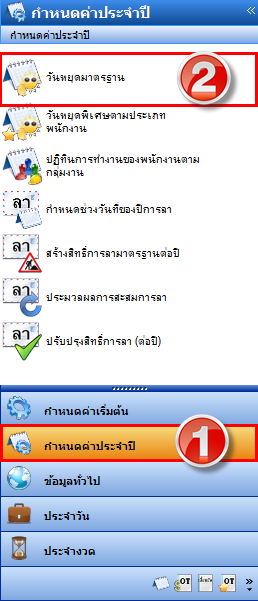 กำหนดค่าประจำปี
กำหนดค่าประจำปี
วันหยุดมาตรฐาน
2
วันหยุดพิเศษตามประเภท
พนักงาน
ปฏิทินการทำงานของพนักงานตาม
กลุ่มงาน
ลา
กำหนดช่วงวันที่ของปีการลา
ลา
สร้างสิทธิ์การลามาตรฐานต่อปี
ลา
ประมวลผลการสะสมการลา
ลา
ปรับปรุงสิทธิ์การลา (ต่อปี)
กำหนดค่าเริ่มต้น
กำหนดค่าประจำปี
1
ข้อมูลทั่วไป
ประจำวัน
ประจำงวด
OT
OT